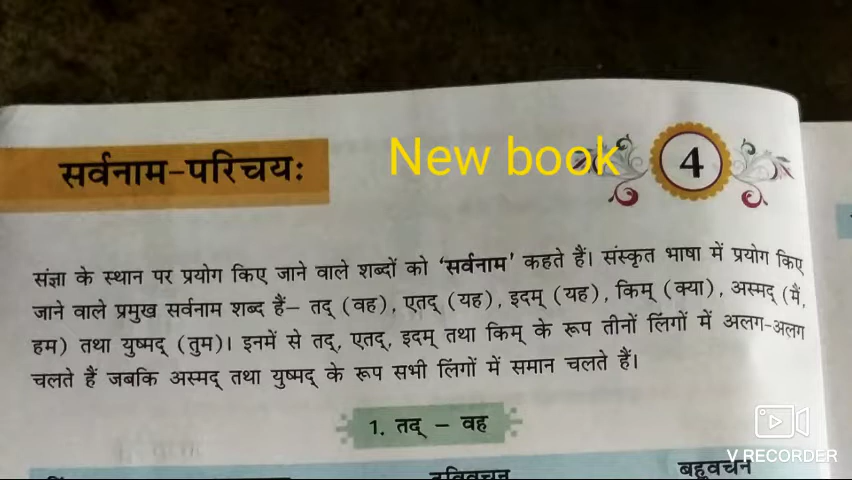 New book
सर्वनाम-परिचयः
4
संज्ञा के स्थान पर प्रयोग किए जाने वाले शब्दों को 'सर्वनाम' कहते हैं। संस्कृत भाषा में प्रयोग किए
जाने वाले प्रमुख सर्वनाम शब्द हैं– तद् (वह), एतद् (यह), इदम् (यह), किम् (क्या), अस्मद् (मैं,
हम) तथा युष्मद् (तुम)। इनमें से तद्, एतद्, इदम् तथा किम् के रूप तीनों लिंगों में अलग-अलग
चलते हैं जबकि अस्मद् तथा युष्मद् के रूप सभी लिंगों में समान चलते हैं।
1. तद् – वह
द्विवचन बहुवचन
V RECORDER